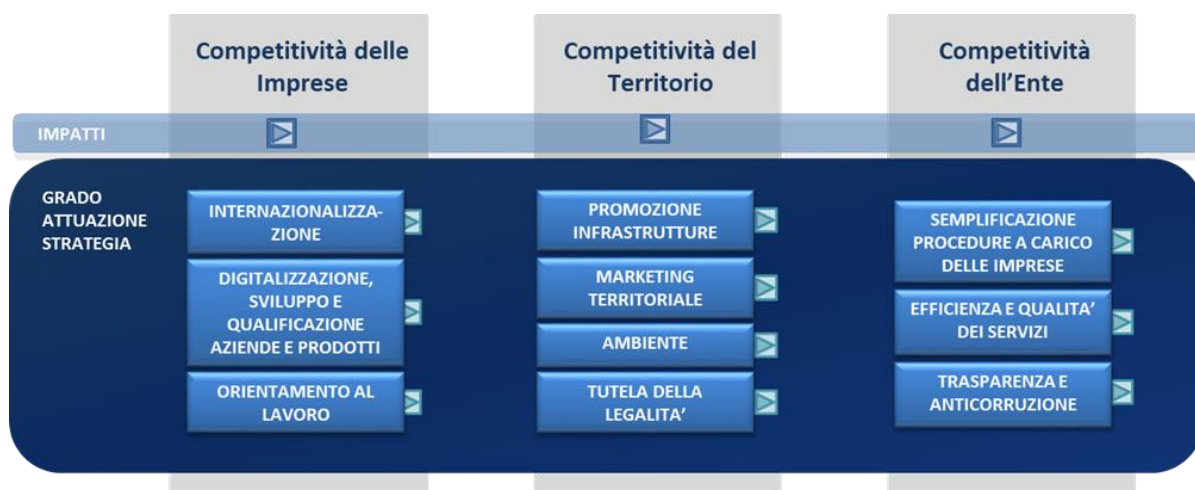 Competitività delle
Imprese
Competitività del
Territorio
Competitività
dell'Ente
IMPATTI
GRADO
ATTUAZIONE
STRATEGIA
INTERNAZIONALIZZA-
ZIONE
DIGITALIZZAZIONE,
SVILUPPO E
QUALIFICAZIONE
AZIENDE E PRODOTTI
ORIENTAMENTO AL
LAVORO
PROMOZIONE
INFRASTRUTTURE
MARKETING
TERRITORIALE
AMBIENTE
TUTELA DELLA
LEGALITA'
SEMPLIFICAZIONE
PROCEDURE A CARICO
DELLE IMPRESE
EFFICIENZA E QUALITA'
DEI SERVIZI
TRASPARENZA E
ANTICORRUZIONE